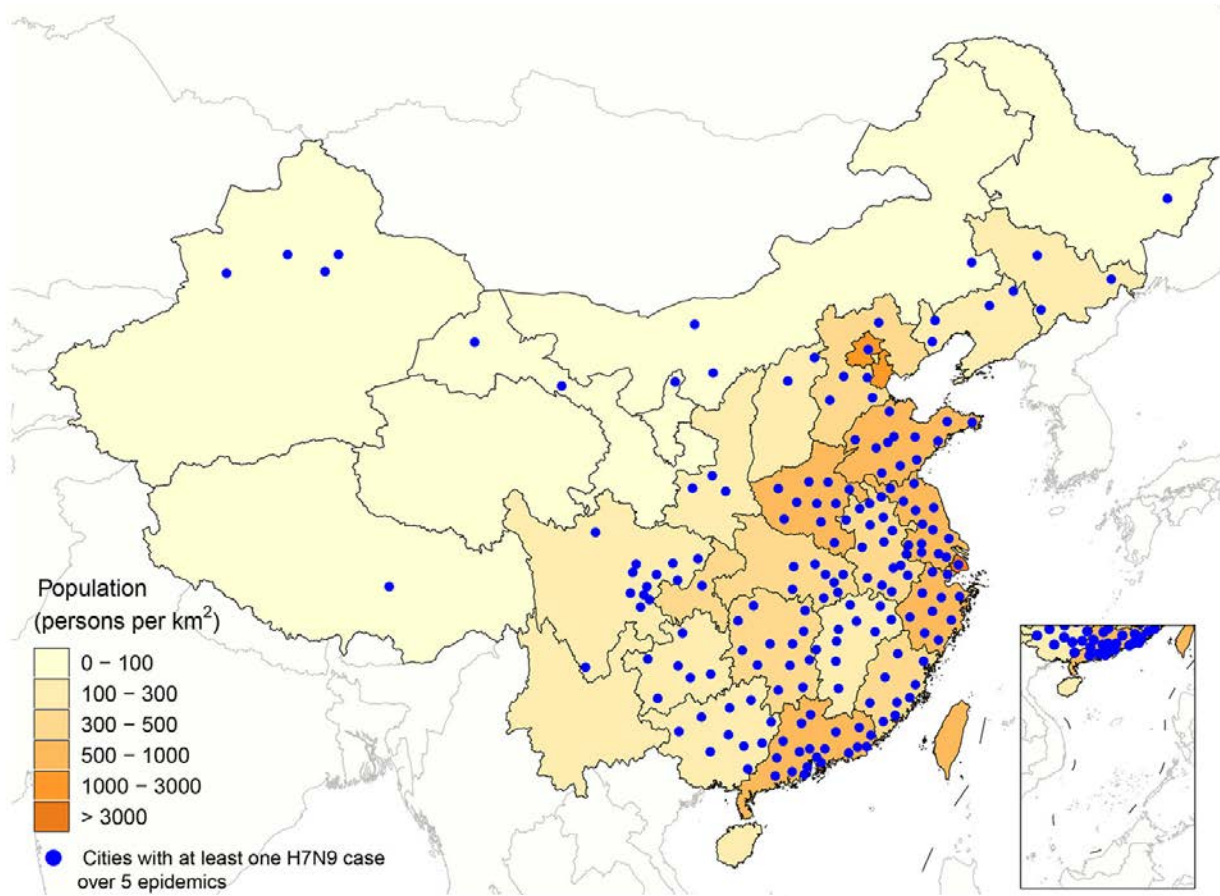 Population
(persons per km²)
0 – 100
100 – 300
300 – 500
500 – 1000
1000 – 3000
> 3000
Cities with at least one H7N9 case
over 5 epidemics